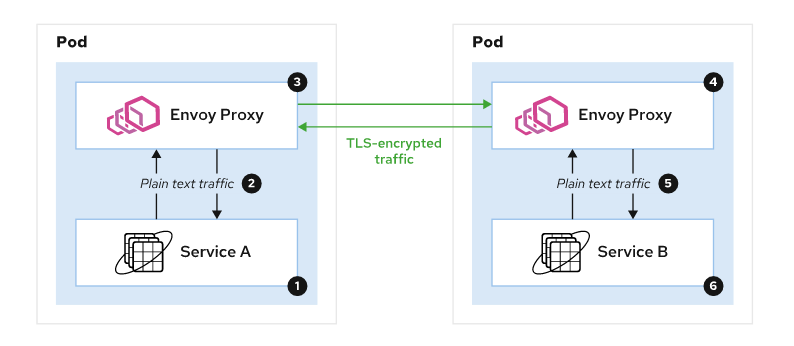 Pod
3
Envoy Proxy
Plain text traffic 2
Service A
1
TLS-encrypted
traffic
Pod
4
Envoy Proxy
Plain text traffic 5
Service B
6